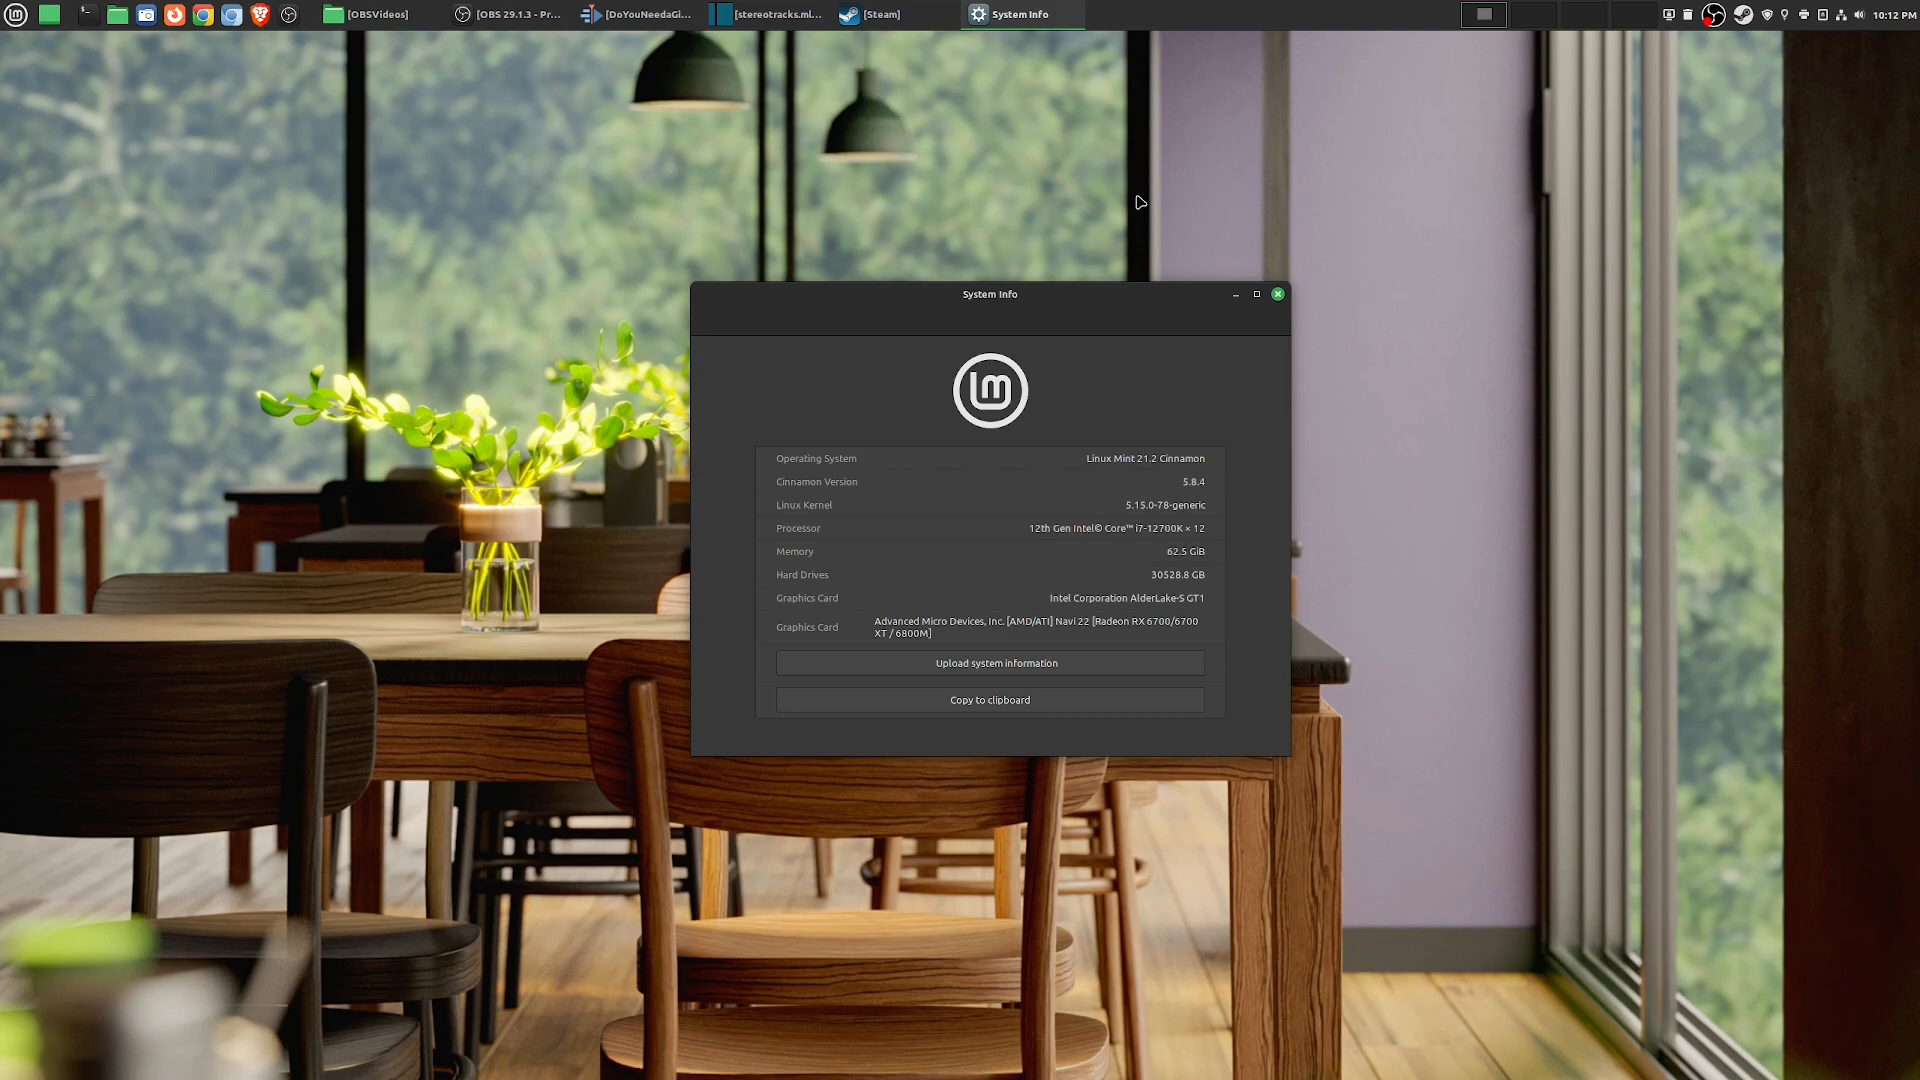 [OBSVideos]
[OBS 29.1.3 - Pr...
[DoYouNeedaGi...
[stereotracks.ml...
[Steam]
System Info
10:12 PM
System Info
Operating System
Linux Mint 21.2 Cinnamon
Cinnamon Version
5.8.4
Linux Kernel
5.15.0-78-generic
Processor
12th Gen Intel© Core™ i7-12700K × 12
Memory
62.5 GiB
Hard Drives
30528.8 GB
Graphics Card
Intel Corporation AlderLake-S GT1
Graphics Card
Advanced Micro Devices, Inc. [AMD/ATI] Navi 22 [Radeon RX 6700/6700
XT / 6800M]
Upload system information
Copy to clipboard